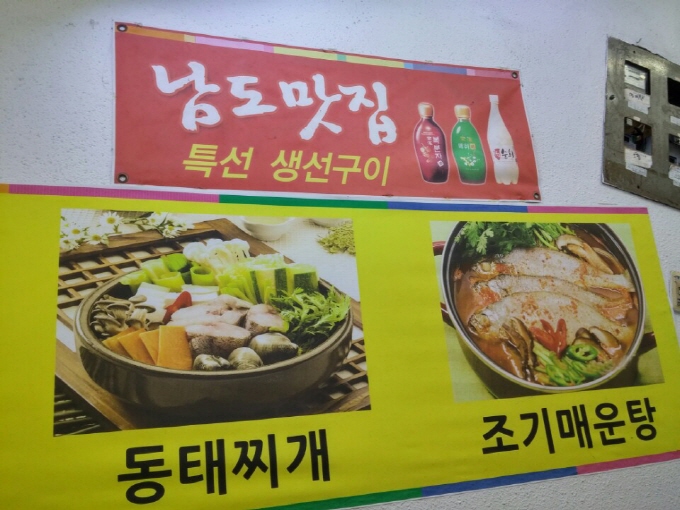 남도맛집
특선 생선구이
동태찌개
조기매운탕